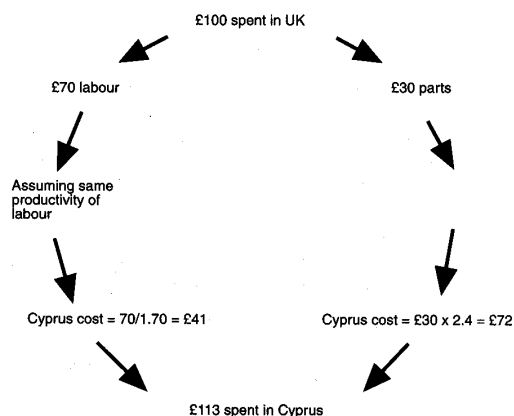 £100 spent in UK
£70 labour
£30 parts
Assuming same
productivity of
labour
Cyprus cost = 70/1.70 = £41
Cyprus cost = £30 x 2.4 = £72
£113 spent in Cyprus